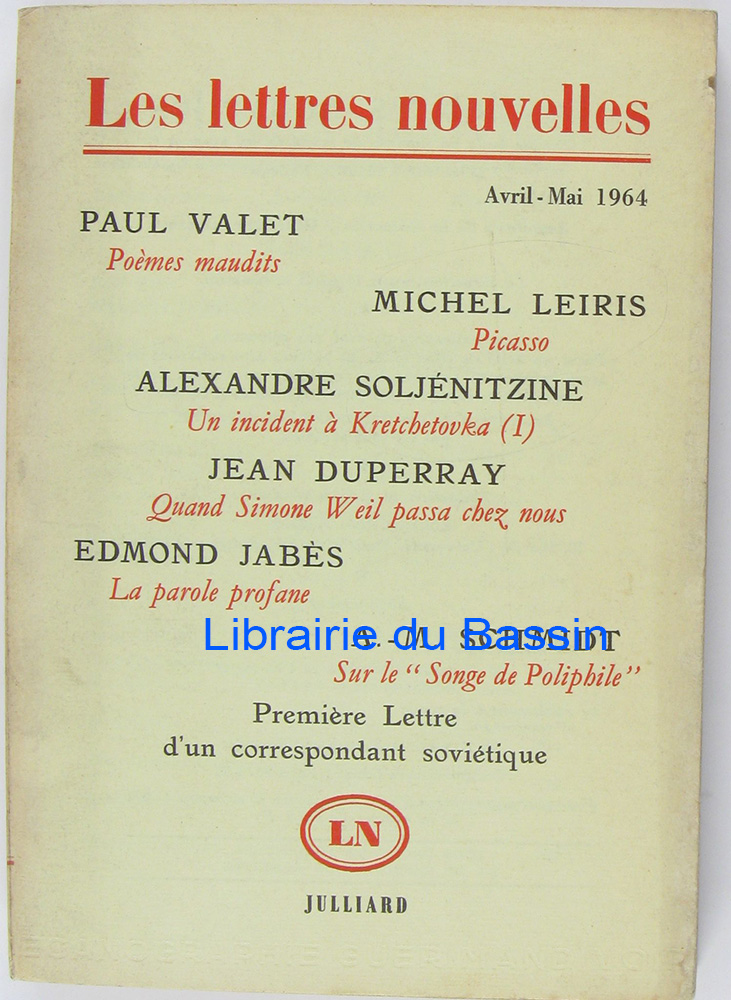 Les lettres nouvelles
Avril - Mai 1964
PAUL VALET
Poèmes maudits
MICHEL LEIRIS
Picasso
ALEXANDRE SOLJÉNITZINE
Un incident à Kretchetovka (I)
JEAN DUPERRAY
Quand Simone Weil passa chez nous
EDMOND JABÈS
La parole profane
Librairie du Bassin
A.-M. SCHMIDT
Sur le “ Songe de Poliphile ”
Première Lettre
d'un correspondant soviétique
LN
JULLIARD